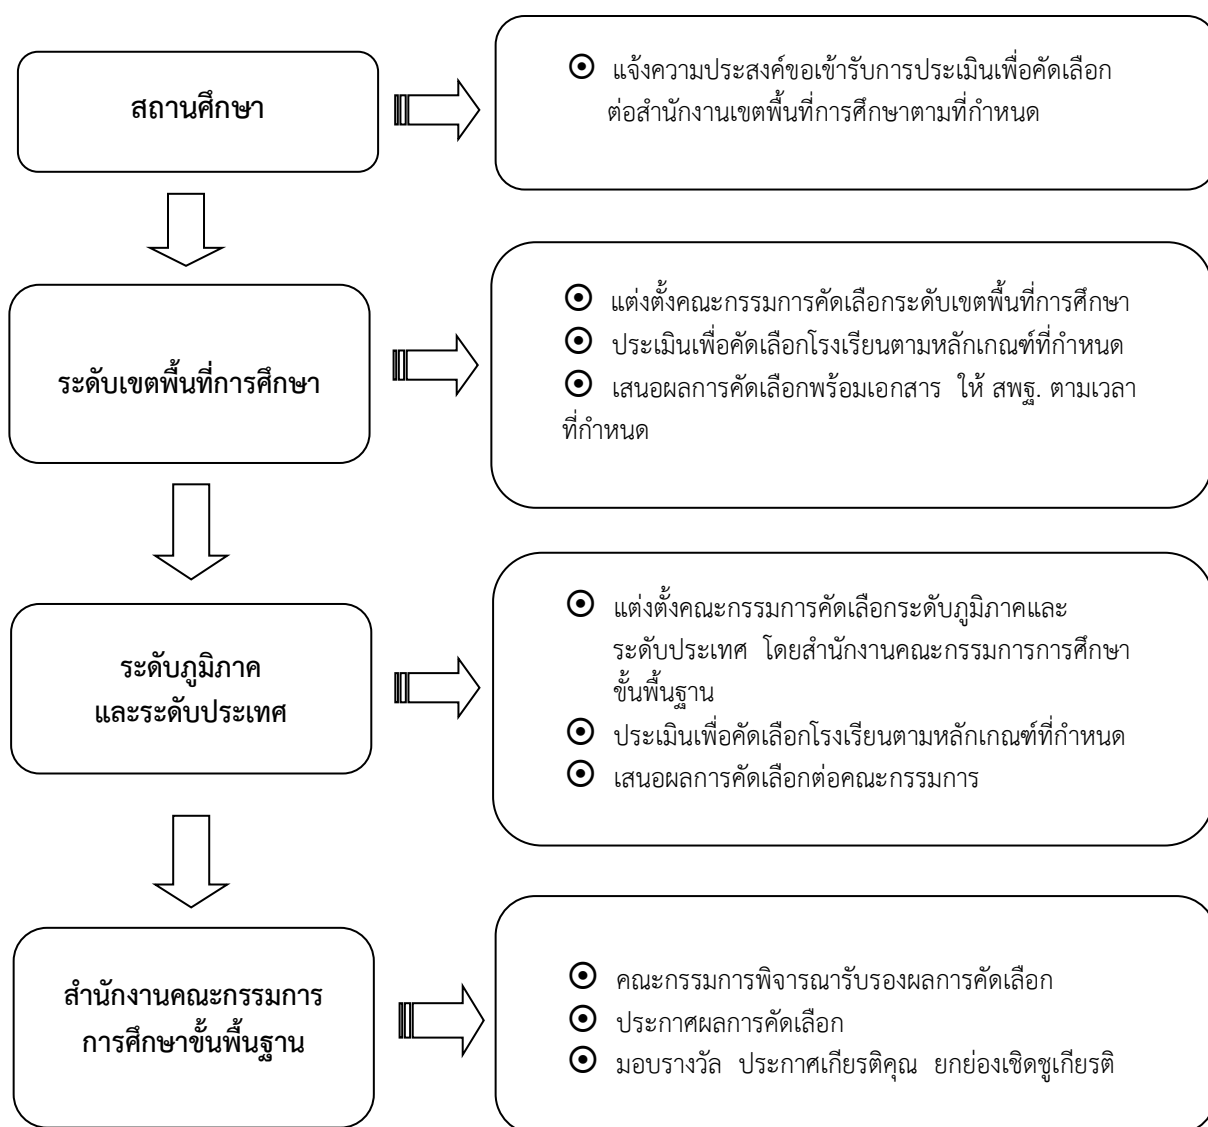 สถานศึกษา
แจ้งความประสงค์ขอเข้ารับการประเมินเพื่อคัดเลือก
ต่อสำนักงานเขตพื้นที่การศึกษาตามที่กำหนด
ระดับเขตพื้นที่การศึกษา
แต่งตั้งคณะกรรมการคัดเลือกระดับเขตพื้นที่การศึกษา
ประเมินเพื่อคัดเลือกโรงเรียนตามหลักเกณฑ์ที่กำหนด
เสนอผลการคัดเลือกพร้อมเอกสาร ให้ สพฐ. ตามเวลา
ที่กำหนด
ระดับภูมิภาค
และระดับประเทศ
แต่งตั้งคณะกรรมการคัดเลือกระดับภูมิภาคและ
ระดับประเทศ โดยสำนักงานคณะกรรมการการศึกษา
ขั้นพื้นฐาน
ประเมินเพื่อคัดเลือกโรงเรียนตามหลักเกณฑ์ที่กำหนด
เสนอผลการคัดเลือกต่อคณะกรรมการ
สำนักงานคณะกรรมการ
การศึกษาขั้นพื้นฐาน
คณะกรรมการพิจารณารับรองผลการคัดเลือก
ประกาศผลการคัดเลือก
มอบรางวัล ประกาศเกียรติคุณ ยกย่องเชิดชูเกียรติ